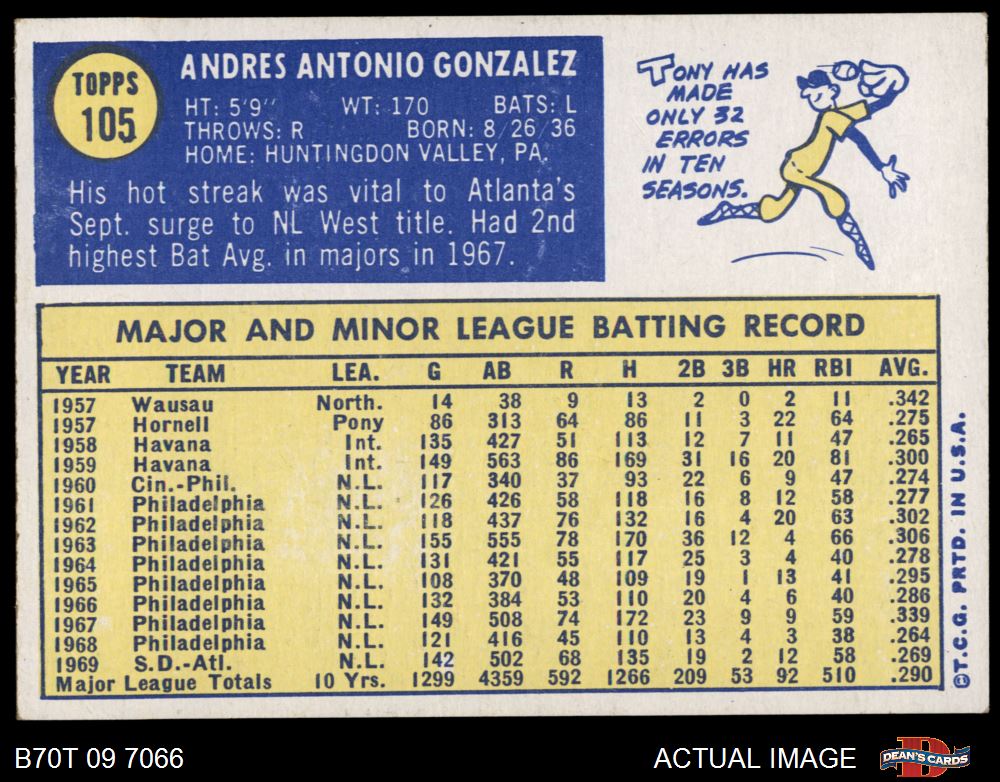 TOPPS
105
ANDRES ANTONIO GONZALEZ
HT: 5'9" WT: 170 BATS: L
THROWS: R BORN: 8/26/36
HOME: HUNTINGDON VALLEY, PA.
His hot streak was vital to Atlanta's
Sept. surge to NL West title. Had 2nd
highest Bat Avg. in majors in 1967.
TONY HAS
MADE
ONLY 32
ERRORS
IN TEN
SEASONS.
MAJOR AND MINOR LEAGUE BATTING RECORD
YEAR TEAM LEA. G AB R H 2B 3B HR RBI AVG.
1957 Wausau North. 14 38 9 13 2 0 2 11 .342
1957 Hornell Pony 86 313 64 86 11 3 22 64 .275
1958 Havana Int. 135 427 51 113 12 7 11 47 .265
1959 Havana Int. 149 563 86 169 31 16 20 81 .300
1960 Cin.-Phil. N.L. 117 340 37 93 22 6 9 47 .274
1961 Philadelphia N.L. 126 426 58 118 16 8 12 58 .277
1962 Philadelphia N.L. 118 437 76 132 16 4 20 63 .302
1963 Philadelphia N.L. 155 555 78 170 36 12 4 66 .306
1964 Philadelphia N.L. 131 421 55 117 25 3 4 40 .278
1965 Philadelphia N.L. 108 370 48 109 19 1 13 41 .295
1966 Philadelphia N.L. 132 384 53 110 20 4 6 40 .286
1967 Philadelphia N.L. 149 508 74 172 23 9 9 59 .339
1968 Philadelphia N.L. 121 416 45 110 13 4 3 38 .264
1969 S.D.-Atl. N.L. 142 502 68 135 19 2 12 58 .269
Major League Totals 10 Yrs. 1299 4359 592 1266 209 53 92 510 .290
© T.C.G. PRTD. IN U.S.A.
B70T 09 7066
ACTUAL IMAGE
DEAN'S CARDS